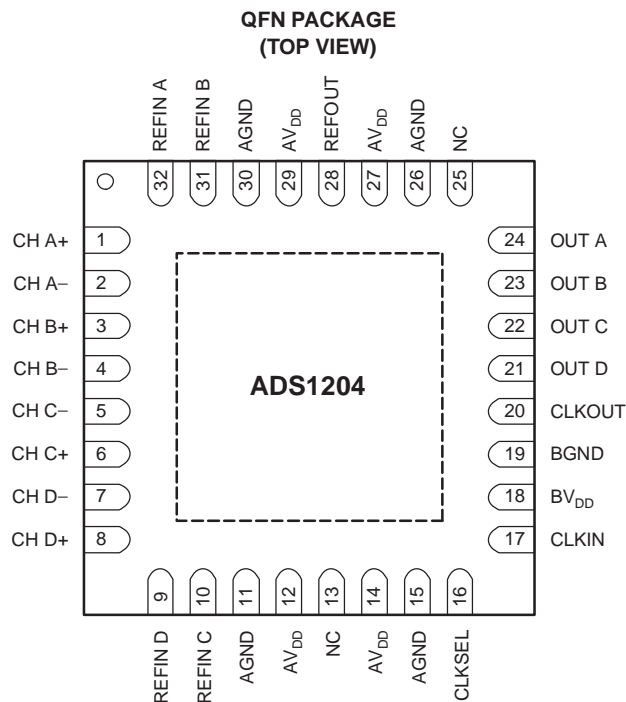 QFN PACKAGE
(TOP VIEW)
REFIN A
REFIN B
AGND
AVDD
REFOUT
AVDD
AGND
NC
32
31
30
29
28
27
26
25
CH A+ 1
CH A− 2
CH B+ 3
CH B− 4
CH C− 5
CH C+ 6
CH D− 7
CH D+ 8
ADS1204
24 OUT A
23 OUT B
22 OUT C
21 OUT D
20 CLKOUT
19 BGND
18 BVDD
17 CLKIN
9
10
11
12
13
14
15
16
REFIN D
REFIN C
AGND
AVDD
NC
AVDD
AGND
CLKSEL